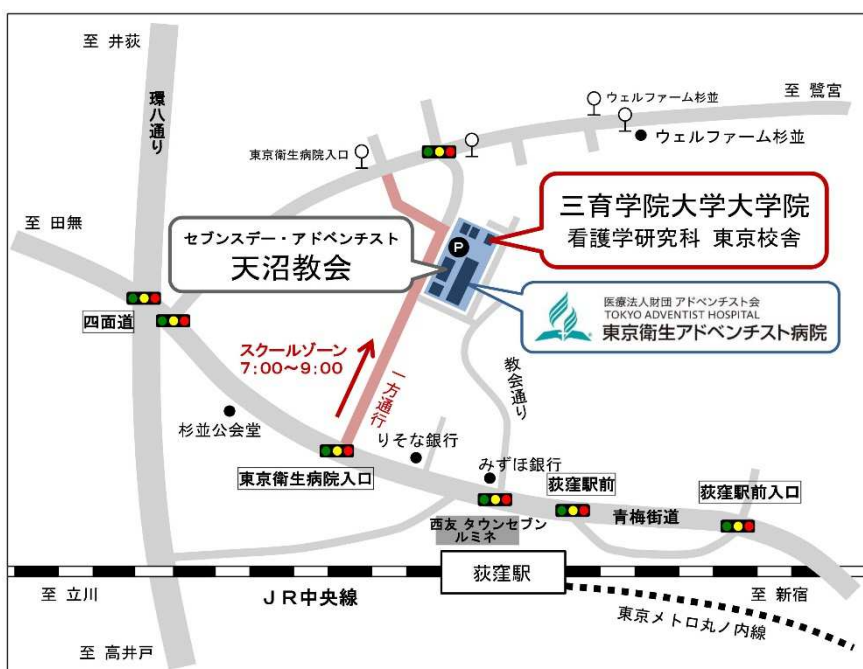 至 井荻
環八通り
ウェルファーム杉並
至 鷺宮
東京衛生病院入口
ウェルファーム杉並
三育学院大学大学院
看護学研究科 東京校舎
至 田無
セブンスデー・アドベンチスト
天沼教会
P
医療法人財団 アドベンチスト会
TOKYO ADVENTIST HOSPITAL
東京衛生アドベンチスト病院
四面道
スクールゾーン
7:00～9:00
一方通行
教会通り
杉並公会堂
りそな銀行
東京衛生病院入口
みずほ銀行
荻窪駅前
荻窪駅前入口
青梅街道
西友 タウンセブン
ルミネ
荻窪駅
至 立川
JR中央線
至 新宿
東京メトロ丸ノ内線
至 高井戸